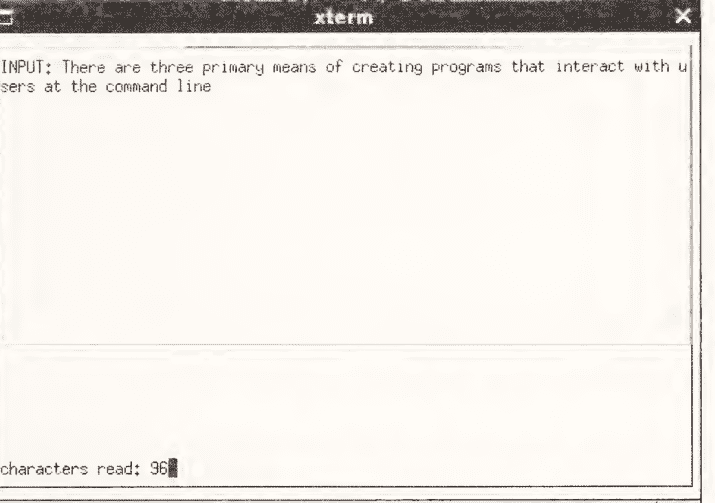 xterm
INPUT: There are three primary means of creating programs that interact with u
sers at the command line
characters read: 96